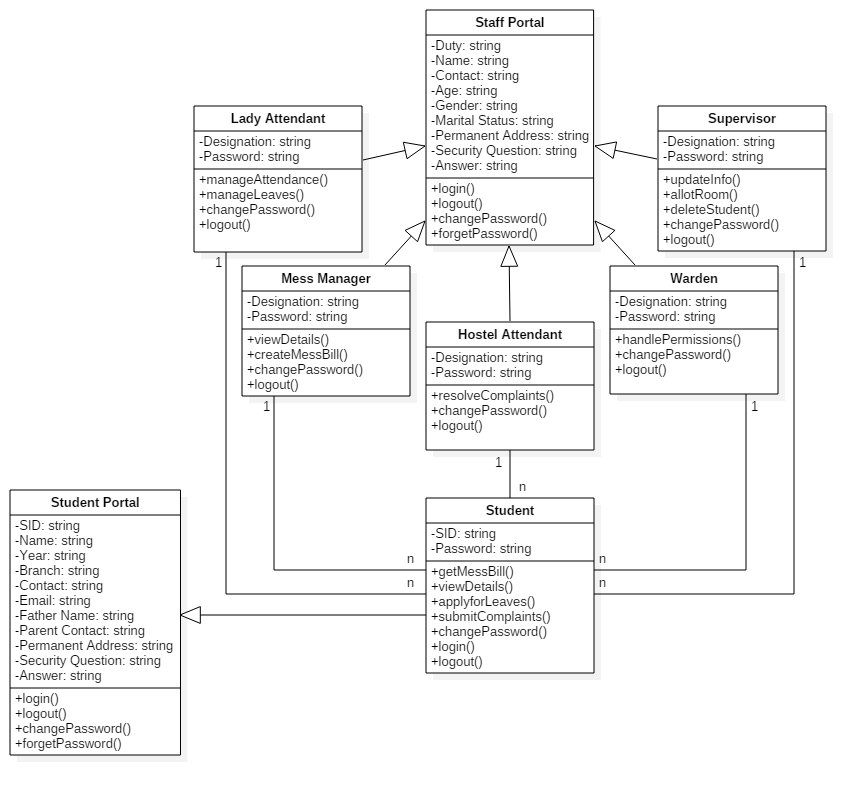 Staff Portal
-Duty: string
-Name: string
-Contact: string
-Age: string
-Gender: string
-Marital Status: string
-Permanent Address: string
-Security Question: string
-Answer: string
+login()
+logout()
+changePassword()
+forgetPassword()
Lady Attendant
-Designation: string
-Password: string
+manageAttendance()
+manageLeaves()
+changePassword()
+logout()
1
Supervisor
-Designation: string
-Password: string
+updateInfo()
+allotRoom()
+deleteStudent()
+changePassword()
+logout()
1
Mess Manager
-Designation: string
-Password: string
+viewDetails()
+createMessBill()
+changePassword()
+logout()
1
Hostel Attendant
-Designation: string
-Password: string
+resolveComplaints()
+changePassword()
+logout()
1
n
Warden
-Designation: string
-Password: string
+handlePermissions()
+changePassword()
+logout()
1
Student Portal
-SID: string
-Name: string
-Year: string
-Branch: string
-Contact: string
-Email: string
-Father Name: string
-Parent Contact: string
-Permanent Address: string
-Security Question: string
-Answer: string
+login()
+logout()
+changePassword()
+forgetPassword()
n
n
Student
-SID: string
-Password: string
+getMessBill()
+viewDetails()
+applyforLeaves()
+submitComplaints()
+changePassword()
+login()
+logout()
n
n